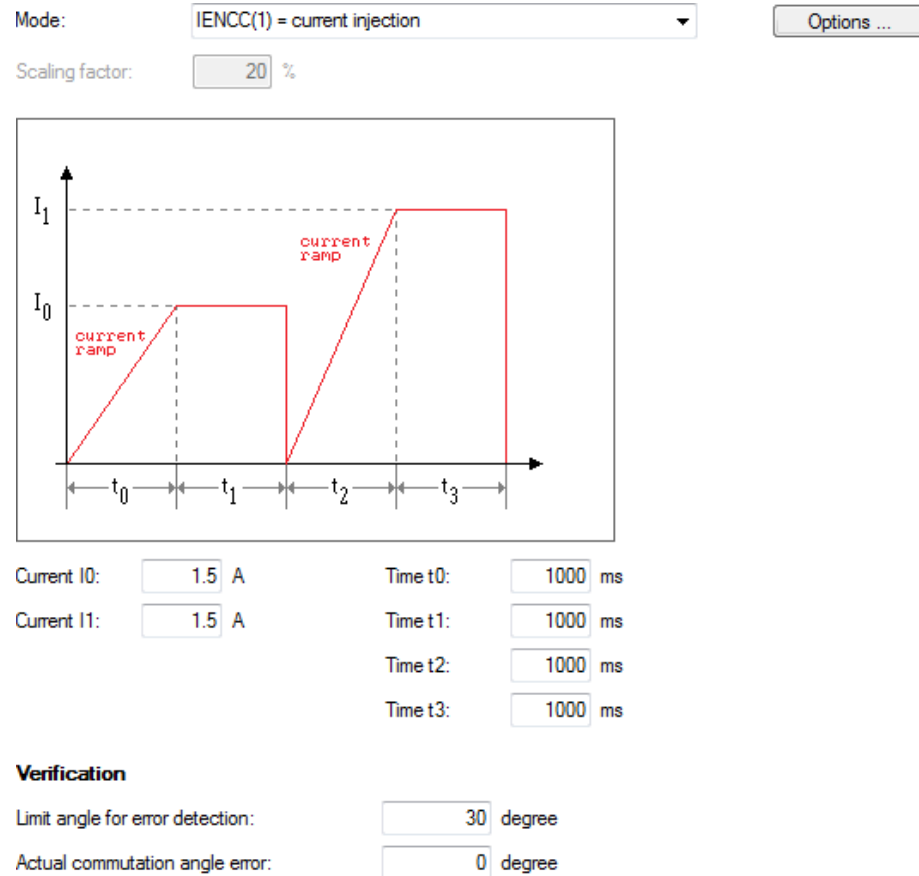 Mode: IENCC(1) = current injection Options ...
Scaling factor: 20 %
I1
current
ramp
I0
current
ramp
t0 t1 t2 t3
Current I0: 1.5 A Time t0: 1000 ms
Current I1: 1.5 A Time t1: 1000 ms
Time t2: 1000 ms
Time t3: 1000 ms
Verification
Limit angle for error detection: 30 degree
Actual commutation angle error: 0 degree